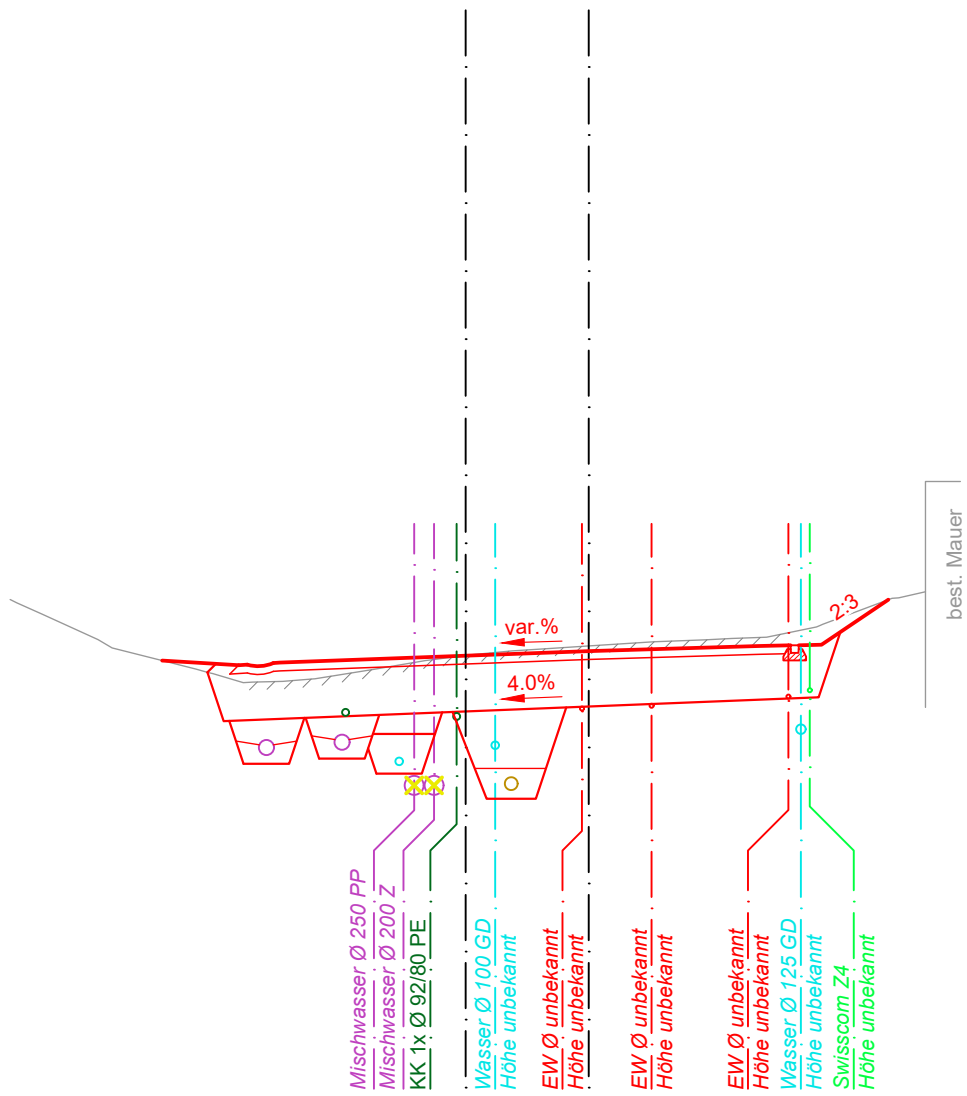 best. Mauer
2:3
var.%
4.0%
Mischwasser Ø 250 PP
Mischwasser Ø 200 Z
KK 1x Ø 92/80 PE
Wasser Ø 100 GD
Höhe unbekannt
EW Ø unbekannt
Höhe unbekannt
EW Ø unbekannt
Höhe unbekannt
EW Ø unbekannt
Höhe unbekannt
Wasser Ø 125 GD
Höhe unbekannt
Swisscom Z4
Höhe unbekannt